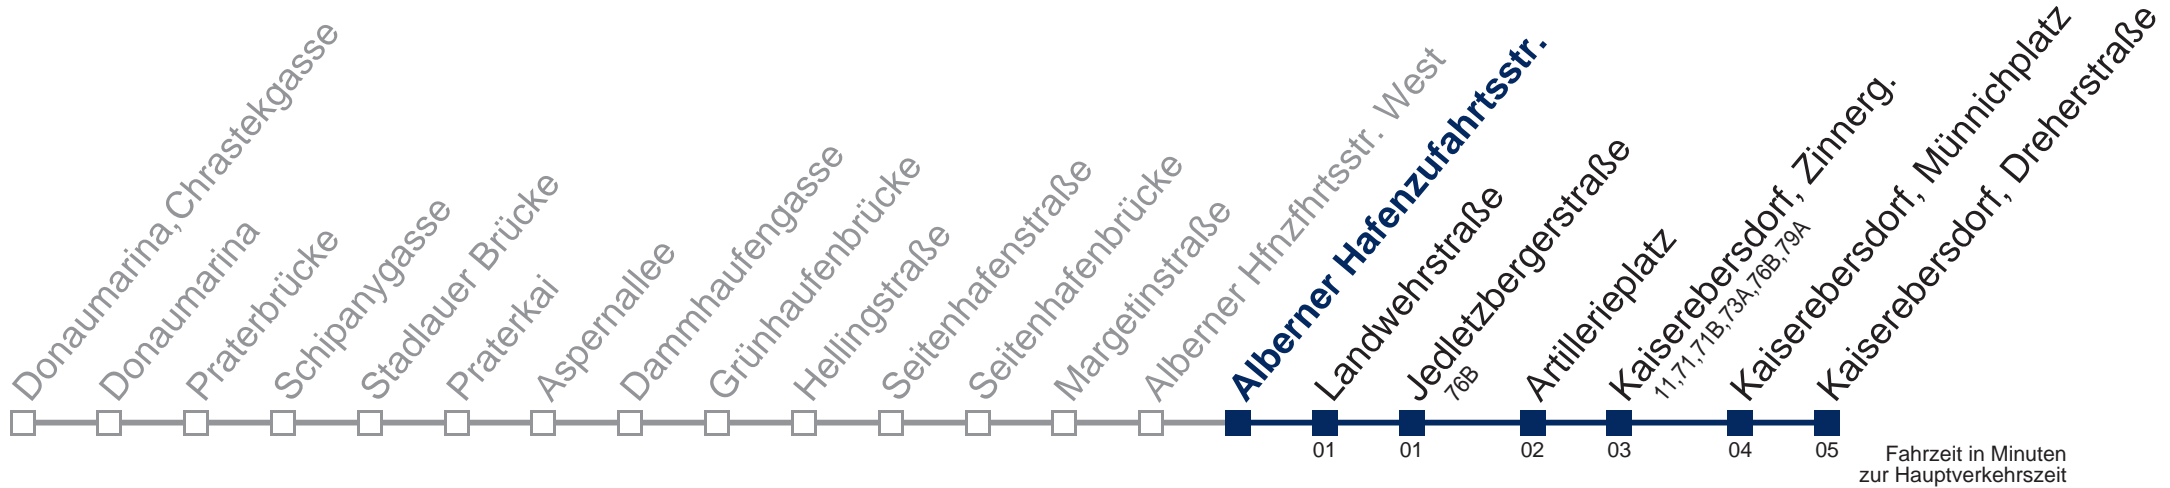 Donaumarina, Chrastekgasse
Donaumarina
Praterbrücke
Schipanygasse
Stadlauer Brücke
Praterkai
Aspernallee
Dammhaufengasse
Grünhaufenbrücke
Hellingstraße
Seitenhafenstraße
Seitenhafenbrücke
Margetinstraße
Alberner Hfnzfhrtsstr. West
Alberner Hafenzufahrtsstr.
Landwehrstraße
Jedletzbergerstraße
76B
Artillerieplatz
Kaiserebersdorf, Zinnerg.
11,71,71B,73A,76B,79A
Kaiserebersdorf, Münnichplatz
Kaiserebersdorf, Dreherstraße
01 01 02 03 04 05
Fahrzeit in Minuten
zur Hauptverkehrszeit